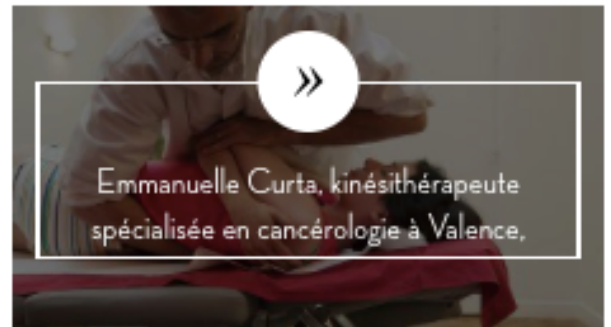 »
Emmanuelle Curta, kinésithérapeute
spécialisée en cancérologie à Valence,